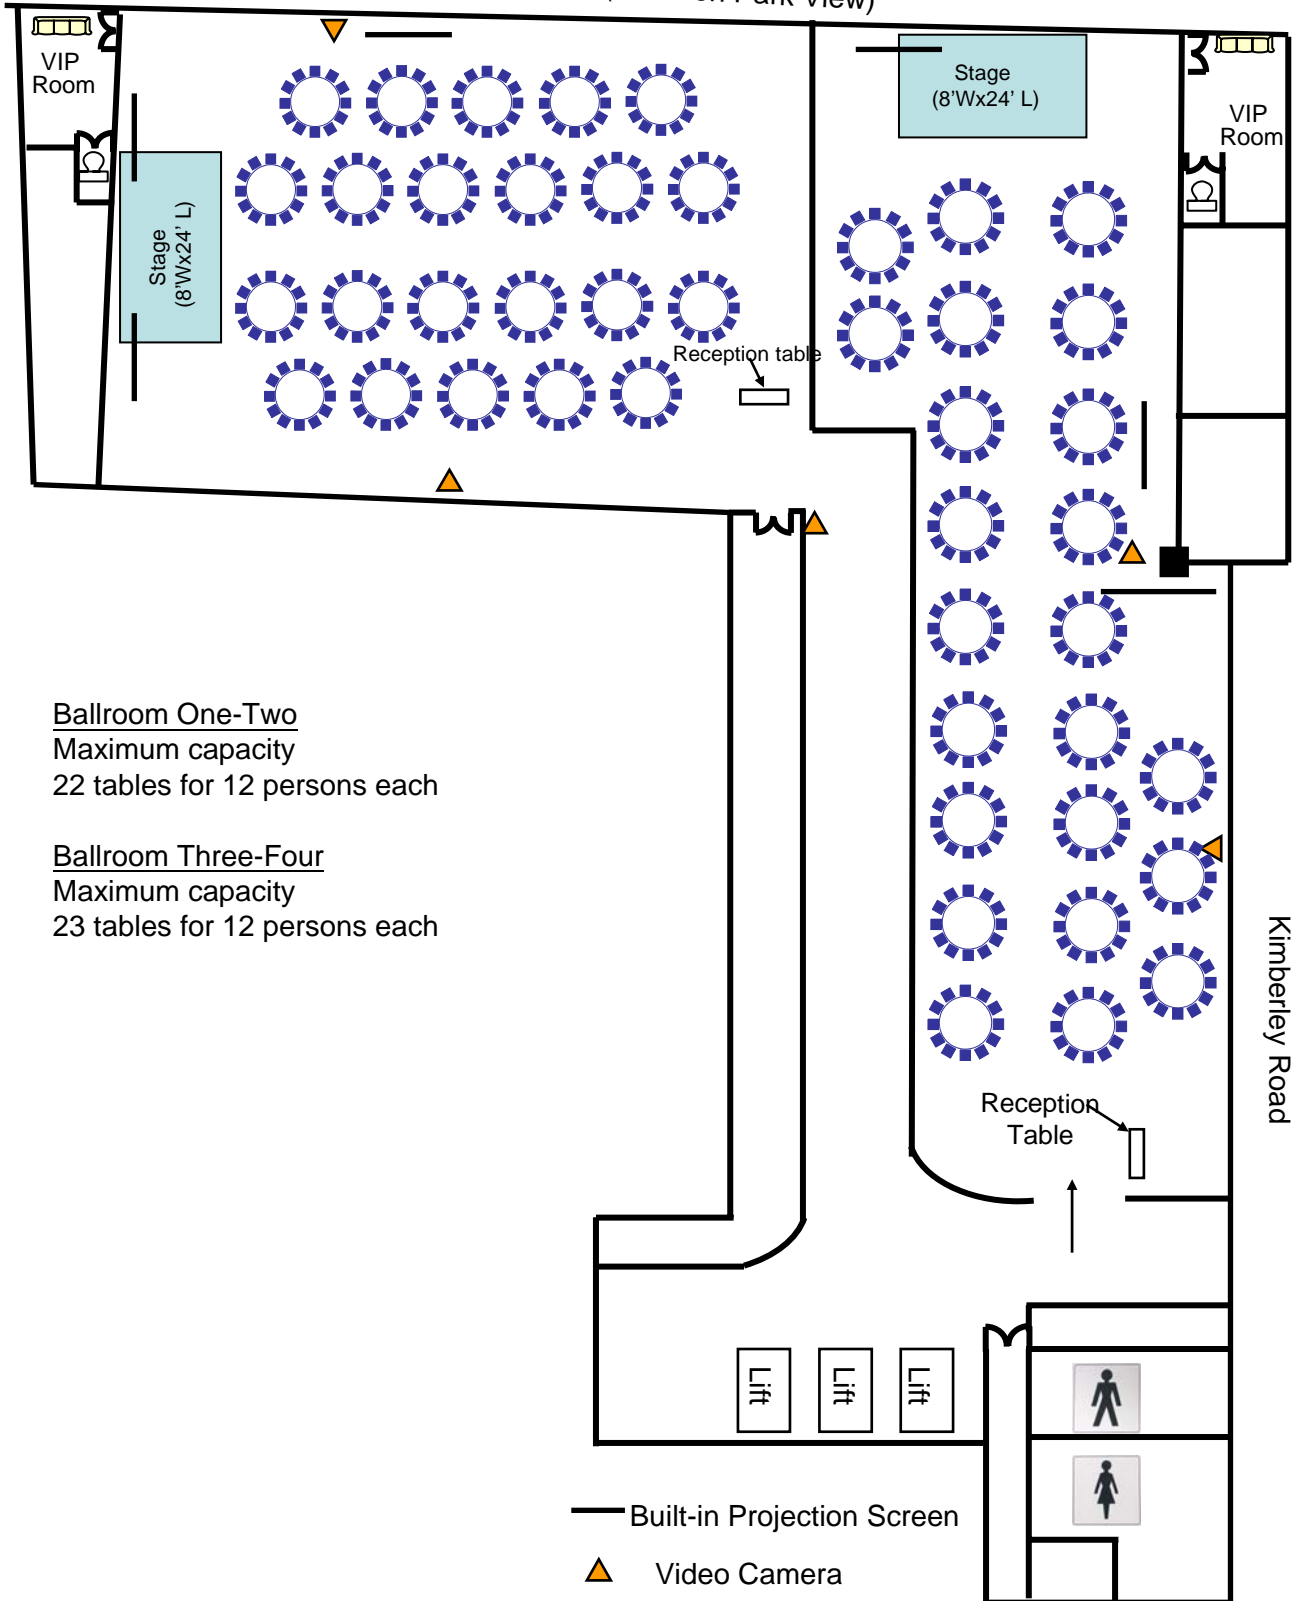 Park View)
VIP
Room
Stage
(8'Wx24' L)
Stage
(8'Wx24' L)
VIP
Room
Reception table
Ballroom One-Two
Maximum capacity
22 tables for 12 persons each
Ballroom Three-Four
Maximum capacity
23 tables for 12 persons each
Kimberley Road
Reception
Table
Lift
Lift
Lift
Built-in Projection Screen
Video Camera